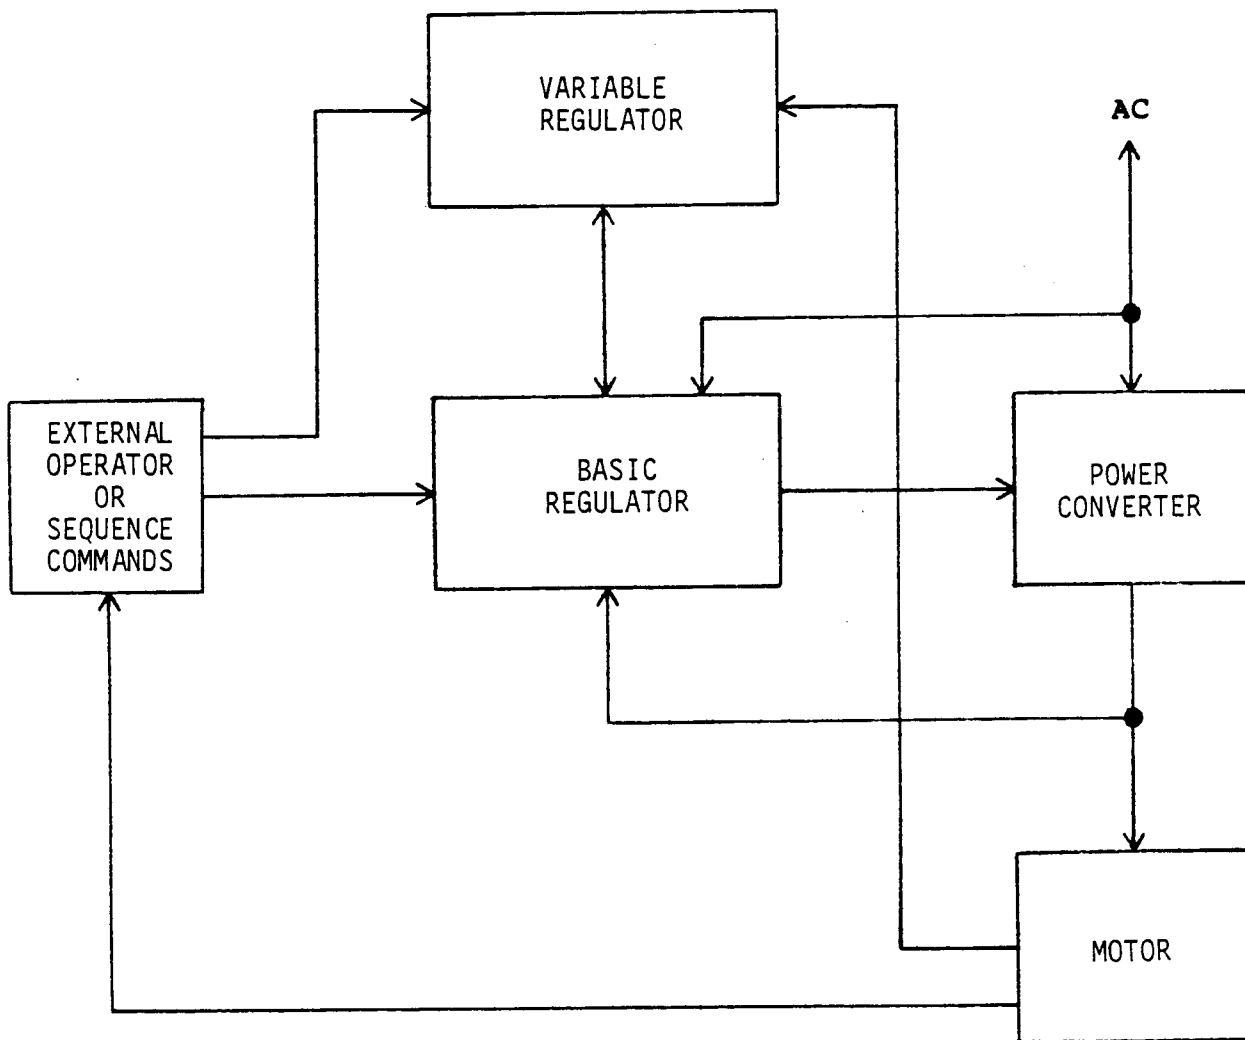 VARIABLE
REGULATOR
AC
EXTERNAL
OPERATOR
OR
SEQUENCE
COMMANDS
BASIC
REGULATOR
POWER
CONVERTER
MOTOR